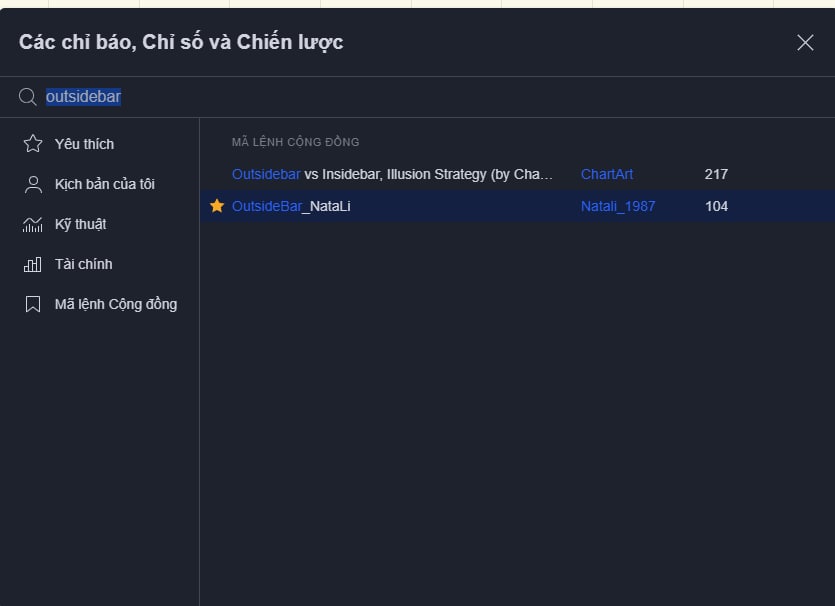 Các chỉ báo, Chỉ số và Chiến lược
outsidebar
Yêu thích
Kịch bản của tôi
Kỹ thuật
Tài chính
Mã lệnh Cộng đồng
MÃ LỆNH CỘNG ĐỒNG
Outsidebar vs Insidebar, Illusion Strategy (by Cha... ChartArt 217
OutsideBar_NataLi Natali_1987 104